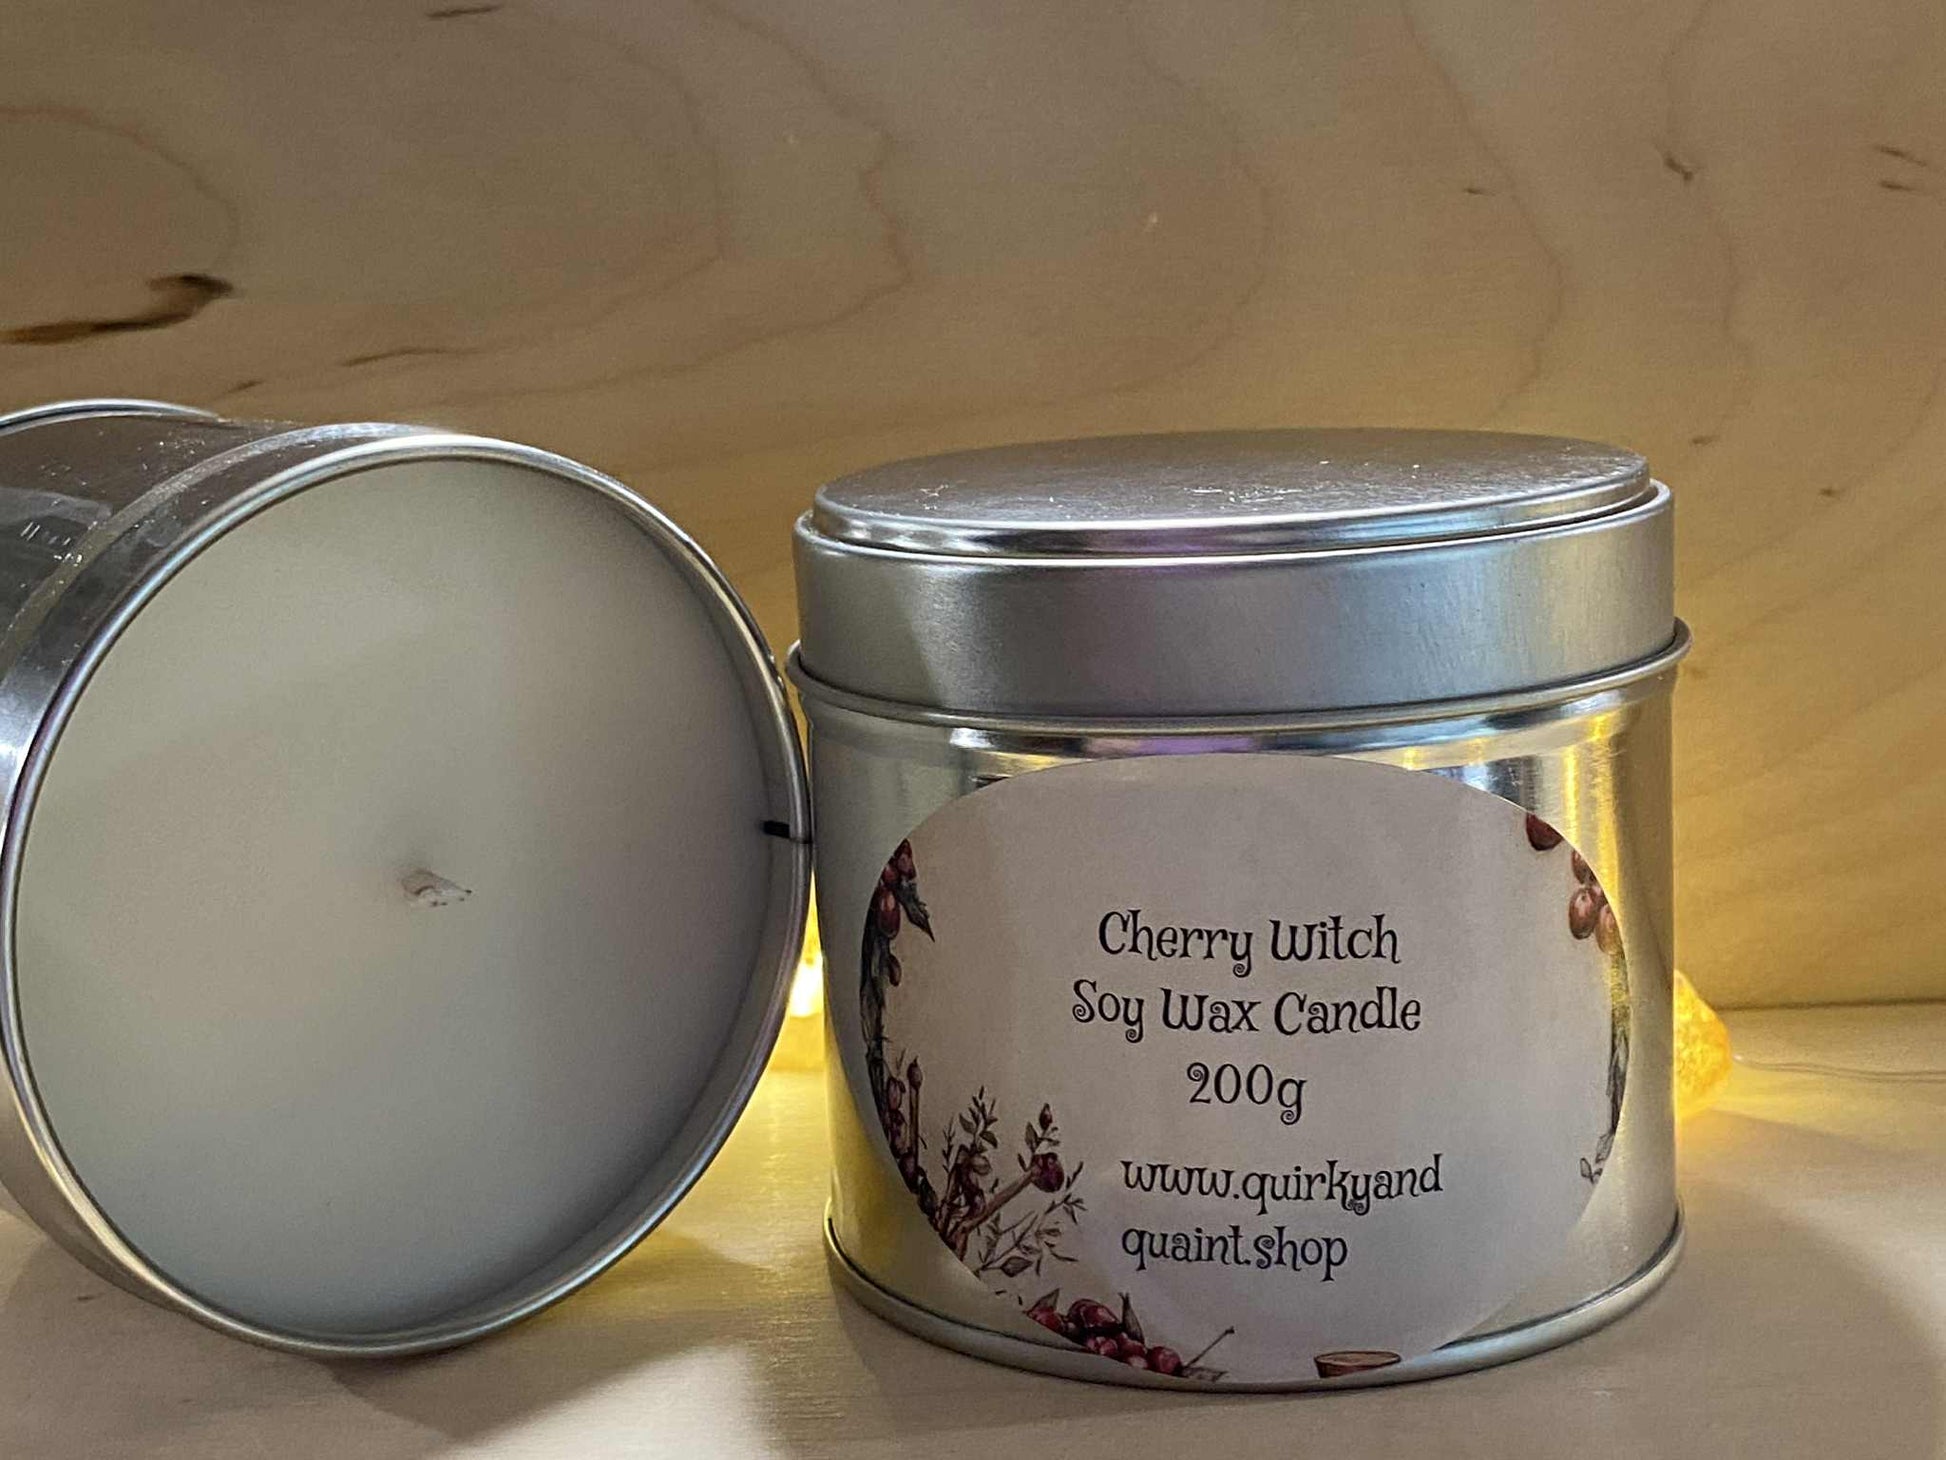 Cherry Witch
Soy Wax Candle
200g
www.quirkyand
quaint.shop